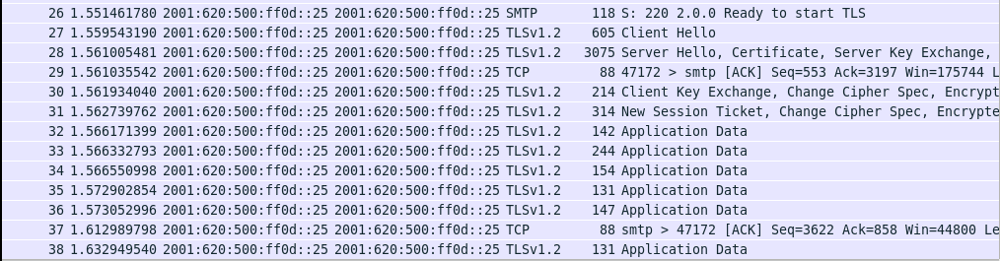 26 1.551461780 2001:620:500:ff0d::25 2001:620:500:ff0d::25 SMTP 118 S: 220 2.0.0 Ready to start TLS
27 1.559543190 2001:620:500:ff0d::25 2001:620:500:ff0d::25 TLSv1.2 605 Client Hello
28 1.561005481 2001:620:500:ff0d::25 2001:620:500:ff0d::25 TLSv1.2 3075 Server Hello, Certificate, Server Key Exchange,
29 1.561035542 2001:620:500:ff0d::25 2001:620:500:ff0d::25 TCP 88 47172 > smtp [ACK] Seq=553 Ack=3197 Win=175744 L
30 1.561934040 2001:620:500:ff0d::25 2001:620:500:ff0d::25 TLSv1.2 214 Client Key Exchange, Change Cipher Spec, Encrypt
31 1.562739762 2001:620:500:ff0d::25 2001:620:500:ff0d::25 TLSv1.2 314 New Session Ticket, Change Cipher Spec, Encrypte
32 1.566171399 2001:620:500:ff0d::25 2001:620:500:ff0d::25 TLSv1.2 142 Application Data
33 1.566332793 2001:620:500:ff0d::25 2001:620:500:ff0d::25 TLSv1.2 244 Application Data
34 1.566550998 2001:620:500:ff0d::25 2001:620:500:ff0d::25 TLSv1.2 154 Application Data
35 1.572902854 2001:620:500:ff0d::25 2001:620:500:ff0d::25 TLSv1.2 131 Application Data
36 1.573052996 2001:620:500:ff0d::25 2001:620:500:ff0d::25 TLSv1.2 147 Application Data
37 1.612989798 2001:620:500:ff0d::25 2001:620:500:ff0d::25 TCP 88 smtp > 47172 [ACK] Seq=3622 Ack=858 Win=44800 Le
38 1.632949540 2001:620:500:ff0d::25 2001:620:500:ff0d::25 TLSv1.2 131 Application Data